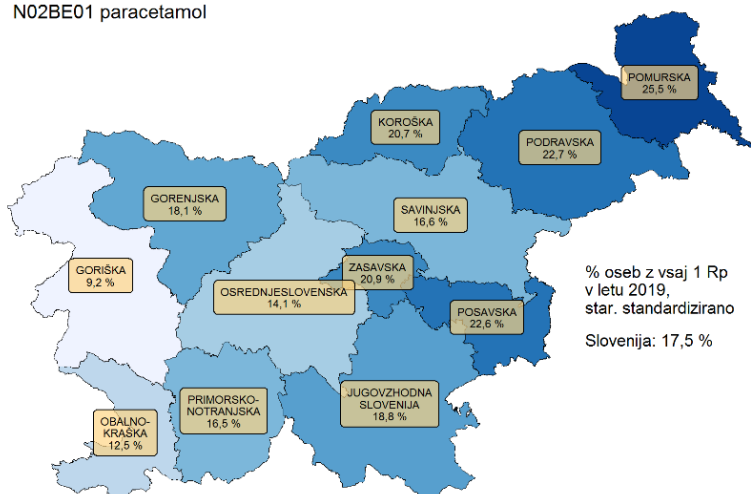 N02BE01 paracetamol
POMURSKA
25,5 %
KOROŠKA
20,7 %
PODRAVSKA
22,7 %
GORENJSKA
18,1 %
SAVINJSKA
16,6 %
GORIŠKA
9,2 %
ZASAVSKA
20,9 %
OSREDNJESLOVENSKA
14,1 %
POSAVSKA
22,6 %
% oseb z vsaj 1 Rp
v letu 2019,
star. standardizirano
Slovenija: 17,5 %
JUGOVZHODNA
SLOVENIJA
18,8 %
PRIMORSKO-
NOTRANJSKA
16,5 %
OBALNO-
KRAŠKA
12,5 %